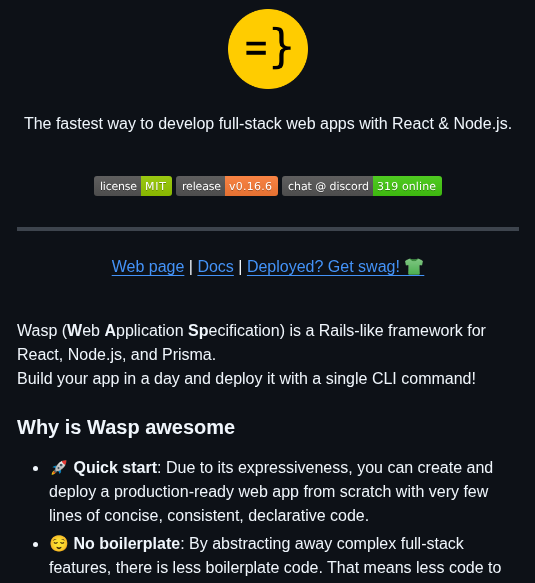 =}
The fastest way to develop full-stack web apps with React & Node.js.
license MIT release v0.16.6 chat @ discord 319 online
Web page | Docs | Deployed? Get swag! 👕
Wasp (Web Application Specification) is a Rails-like framework for
React, Node.js, and Prisma.
Build your app in a day and deploy it with a single CLI command!
Why is Wasp awesome
• 🚀 Quick start: Due to its expressiveness, you can create and
deploy a production-ready web app from scratch with very few
lines of concise, consistent, declarative code.
• 😌 No boilerplate: By abstracting away complex full-stack
features, there is less boilerplate code. That means less code to